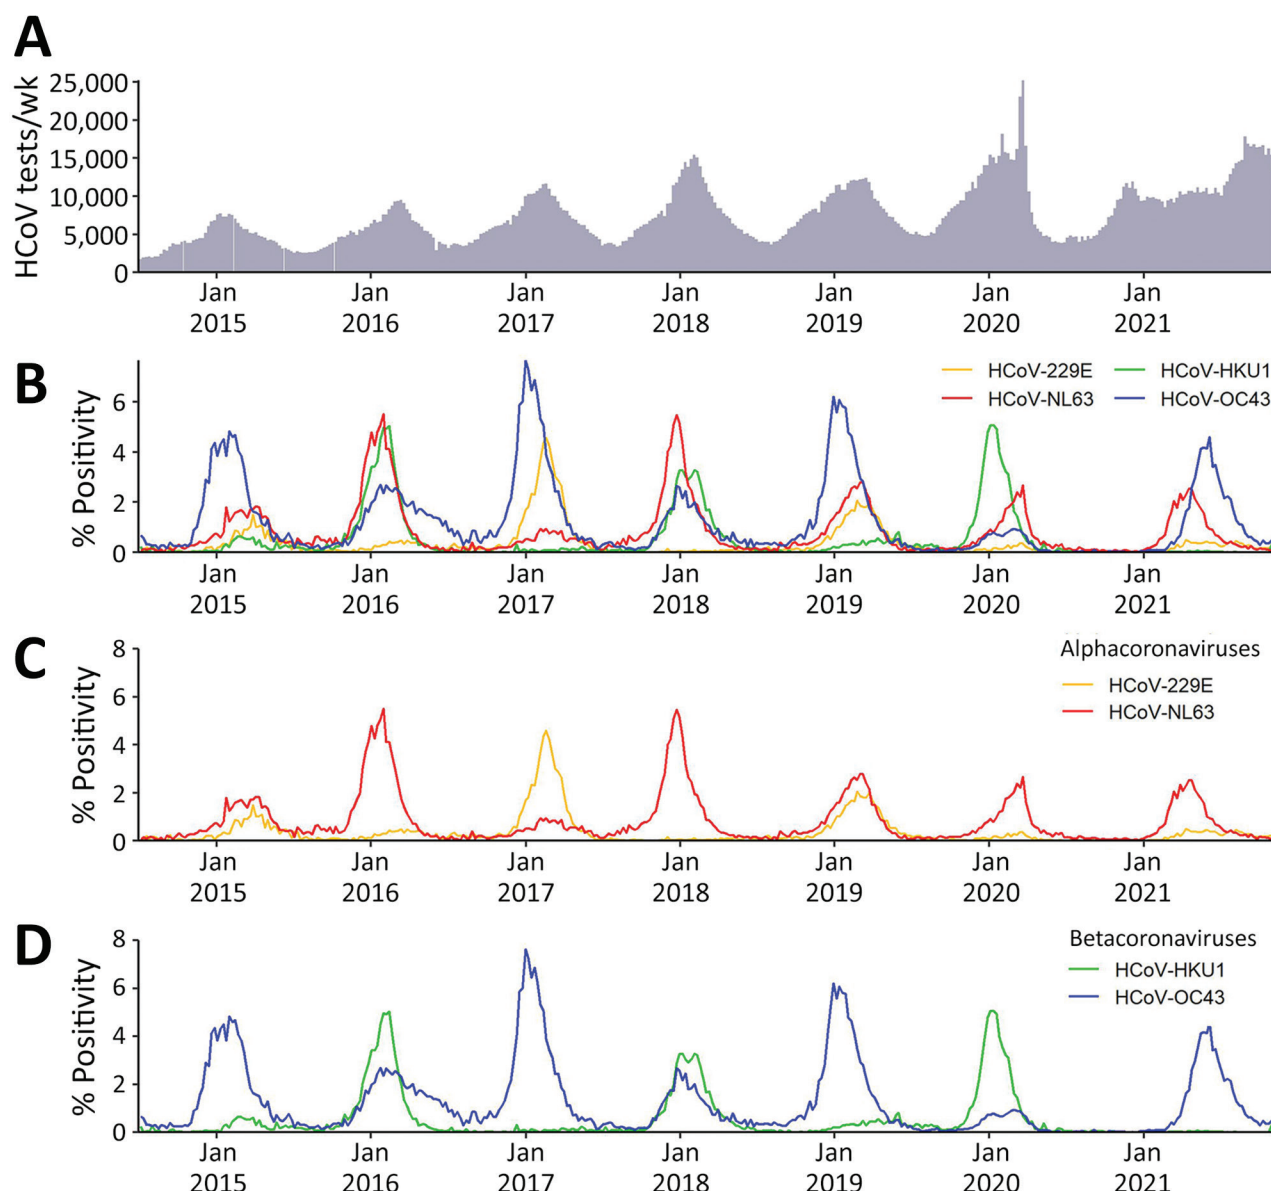 A
HCoV tests/wk
25,000
20,000
15,000
10,000
5,000
0
Jan Jan Jan Jan Jan Jan Jan
2015 2016 2017 2018 2019 2020 2021
B
% Positivity
6
4
2
0
HCoV-229E HCoV-HKU1
HCoV-NL63 HCoV-OC43
Jan Jan Jan Jan Jan Jan Jan
2015 2016 2017 2018 2019 2020 2021
C
% Positivity
8
6
4
2
0
Alphacoronaviruses
HCoV-229E
HCoV-NL63
Jan Jan Jan Jan Jan Jan Jan
2015 2016 2017 2018 2019 2020 2021
D
% Positivity
8
6
4
2
0
Betacoronaviruses
HCoV-HKU1
HCoV-OC43
Jan Jan Jan Jan Jan Jan Jan
2015 2016 2017 2018 2019 2020 2021